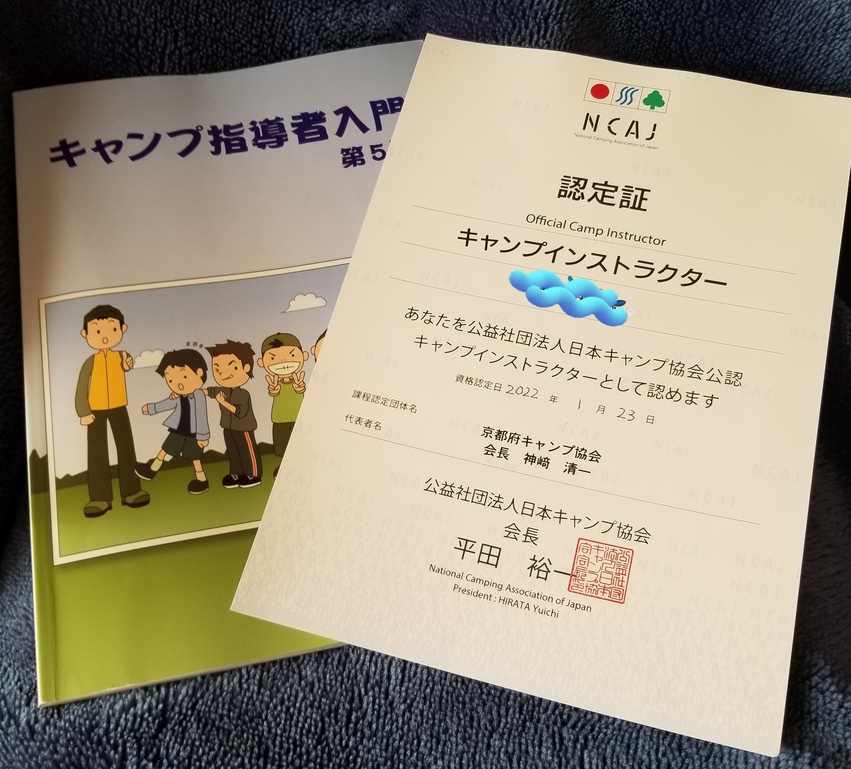 キャンプ指導者入門
第5
NCAJ
National Camping Association of Japan
認定証
Official Camp Instructor
キャンプインストラクター
あなたを公益社団法人日本キャンプ協会公認
キャンプインストラクターとして認めます
資格認定日 2022 年 1 月 23 日
課程認定団体名 京都府キャンプ協会
代表者名 会長 神﨑 清一
公益社団法人日本キャンプ協会
会長
平田 裕一
National Camping Association of Japan
President : HIRATA Yuichi